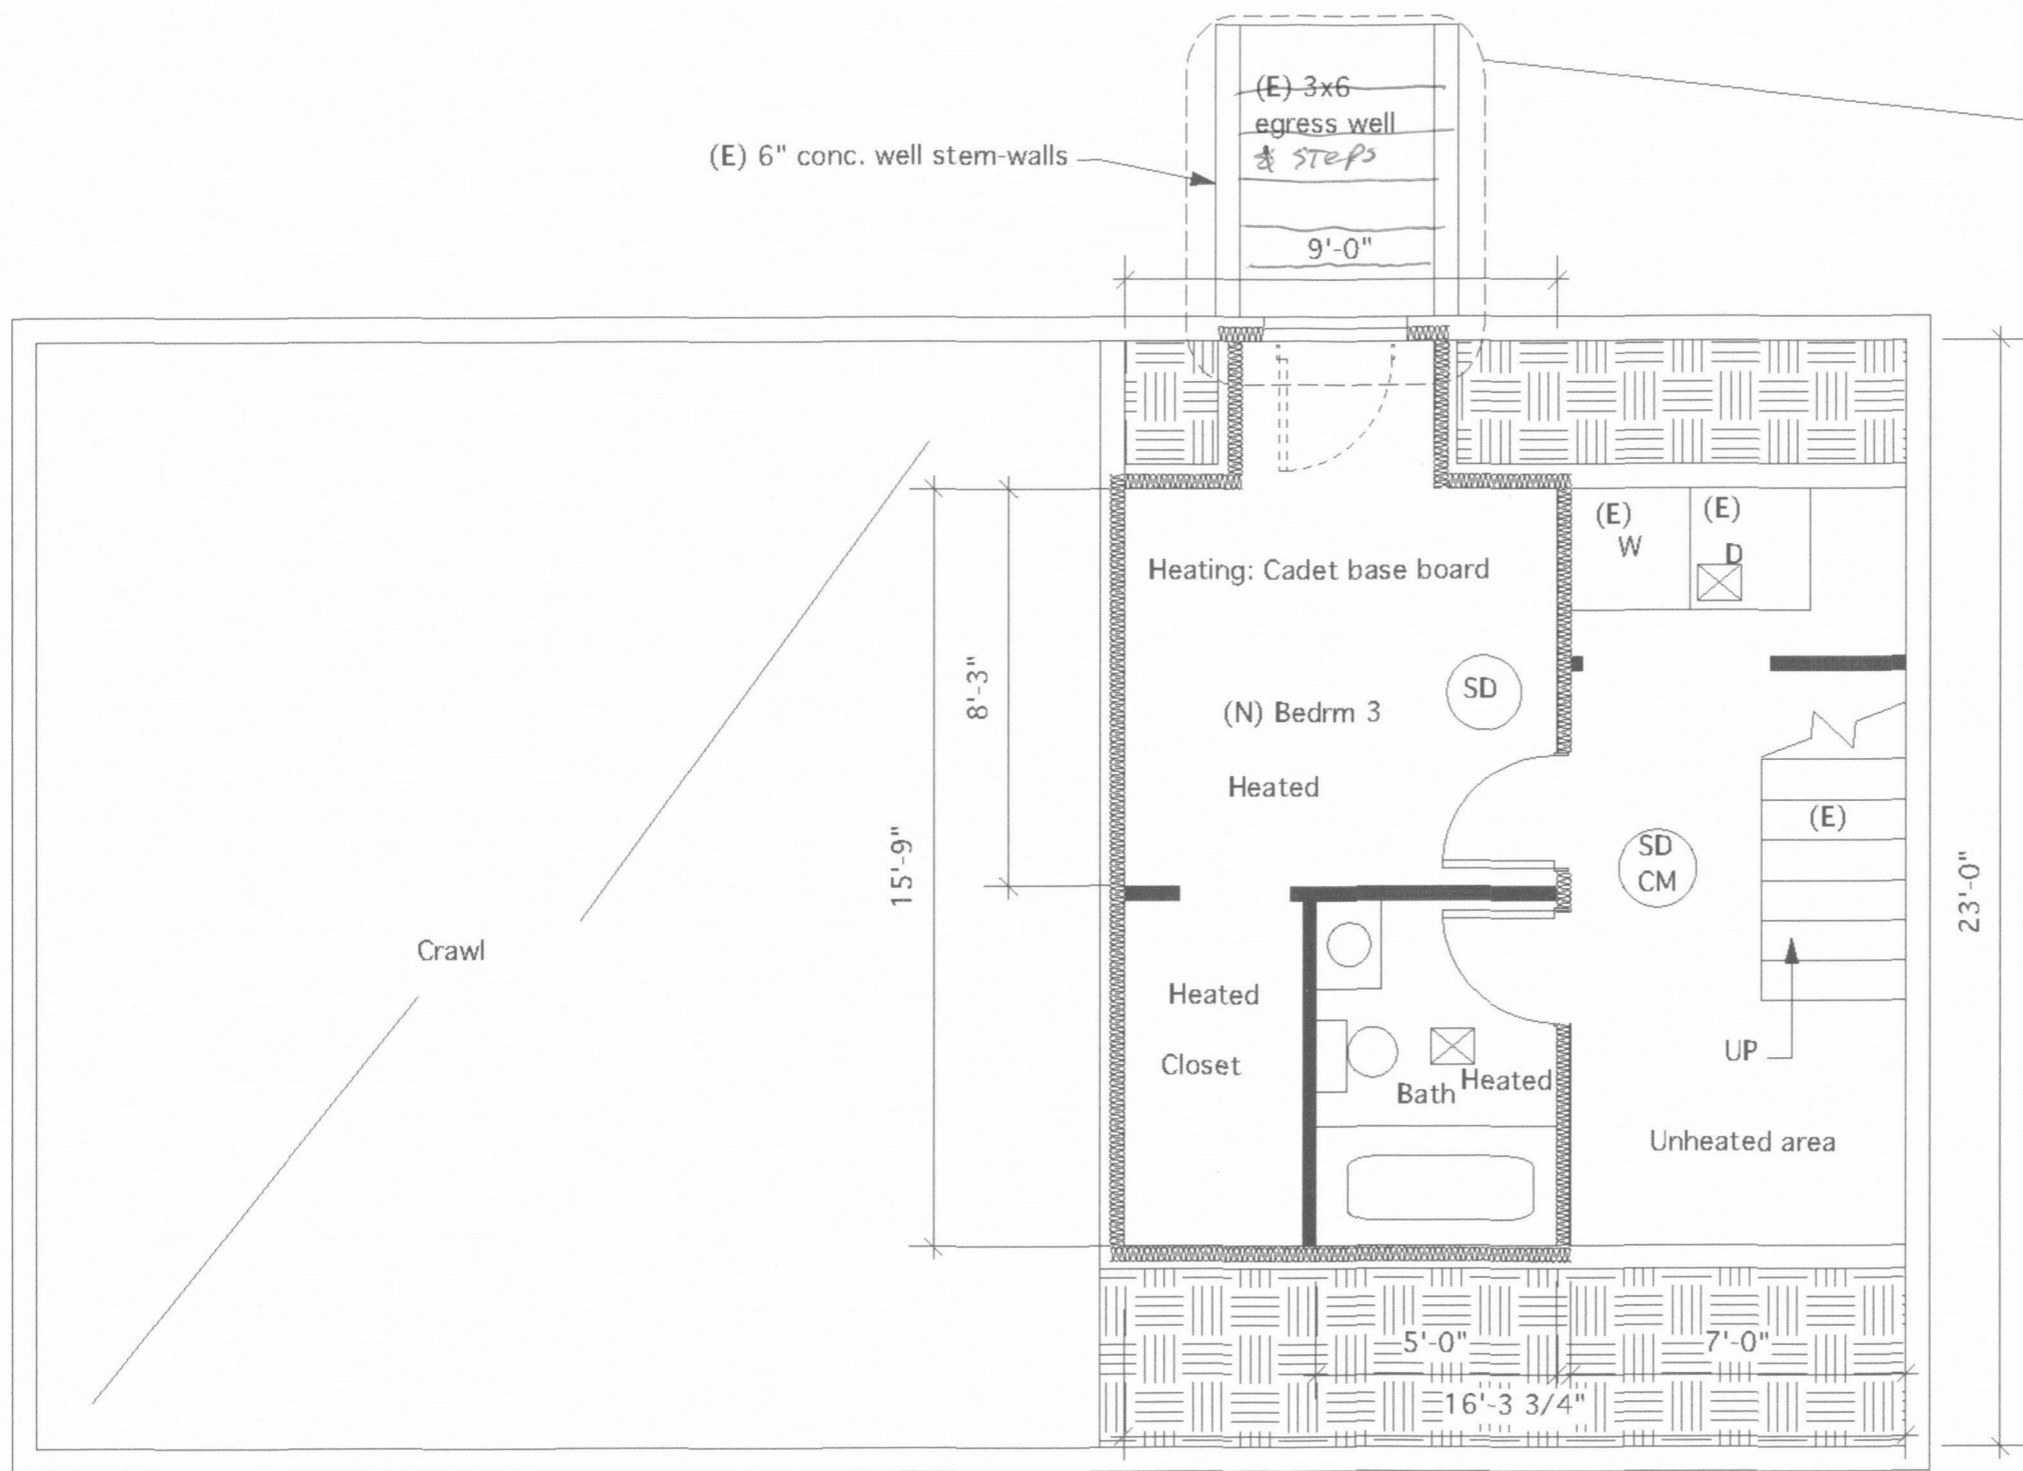 (E) 3x6
egress well
& STEPS
(E) 6" conc. well stem-walls
9'-0"
(E)
W
(E)
D
Heating: Cadet base board
8'-3"
SD
(N) Bedrm 3
Heated
(E)
15'-9"
SD
CM
23'-0"
Crawl
Heated
Closet
UP
Bath
Heated
Unheated area
5'-0"
7'-0"
16'-3 3/4"